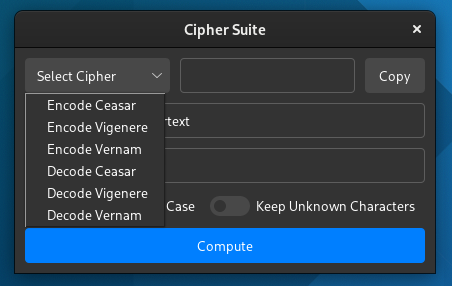 Cipher Suite
Select Cipher
Copy
Encode Ceasar
Encode Vigenere
rtext
Encode Vernam
Decode Ceasar
Decode Vigenere
Case
Keep Unknown Characters
Decode Vernam
Compute